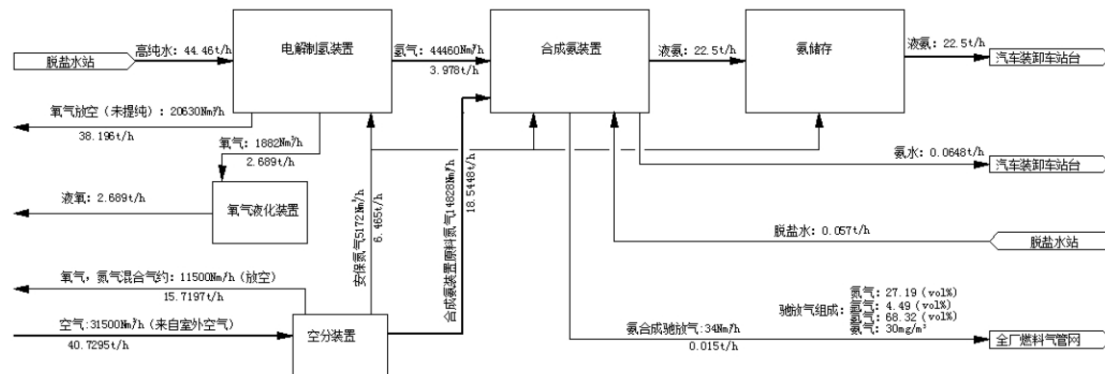 高纯水：44.46t/h
脱盐水站
电解制氢装置
氢气：44460Nm³/h
3.978t/h
合成氨装置
液氨：22.5t/h
氨储存
液氨：22.5t/h
汽车装卸车站台
氧气放空（未提纯）：20630Nm³/h
38.196t/h
氧气：1882Nm³/h
2.689t/h
液氧：2.689t/h
氧气液化装置
安保氮气5172Nm³/h
6.465t/h
合成氨装置原料氮气14828Nm³/h
18.5448t/h
氨水：0.0648t/h
汽车装卸车站台
脱盐水：0.057t/h
脱盐水站
氧气，氮气混合气约：11500Nm³/h（放空）
15.7197t/h
空气:31500Nm³/h（来自室外空气）
40.7295t/h
空分装置
氨合成驰放气:34Nm³/h
0.015t/h
驰放气组成：
氮气：27.19（vol%）
氩气：4.49（vol%）
氢气：68.32（vol%）
氨气：30mg/m³
全厂燃料气管网